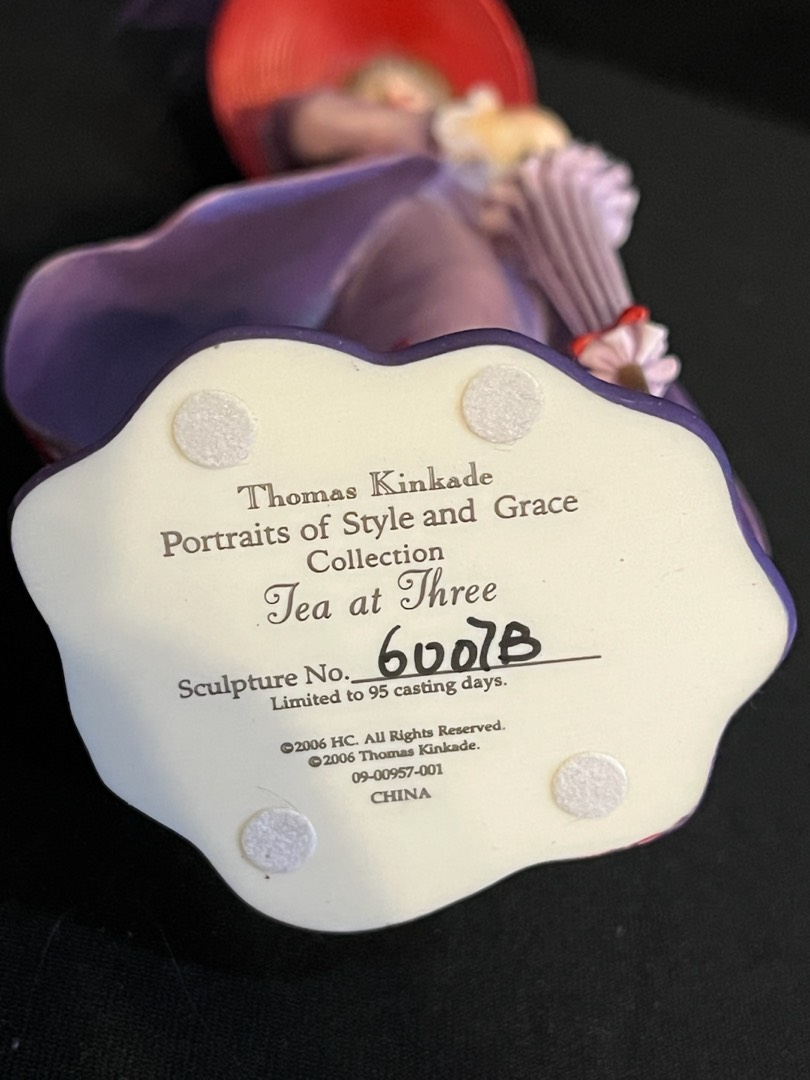 Thomas Kinkade
Portraits of Style and Grace
Collection
Tea at Three
Sculpture No. 6007B
Limited to 95 casting days.
©2006 HC. All Rights Reserved.
©2006 Thomas Kinkade.
09-00957-001
CHINA